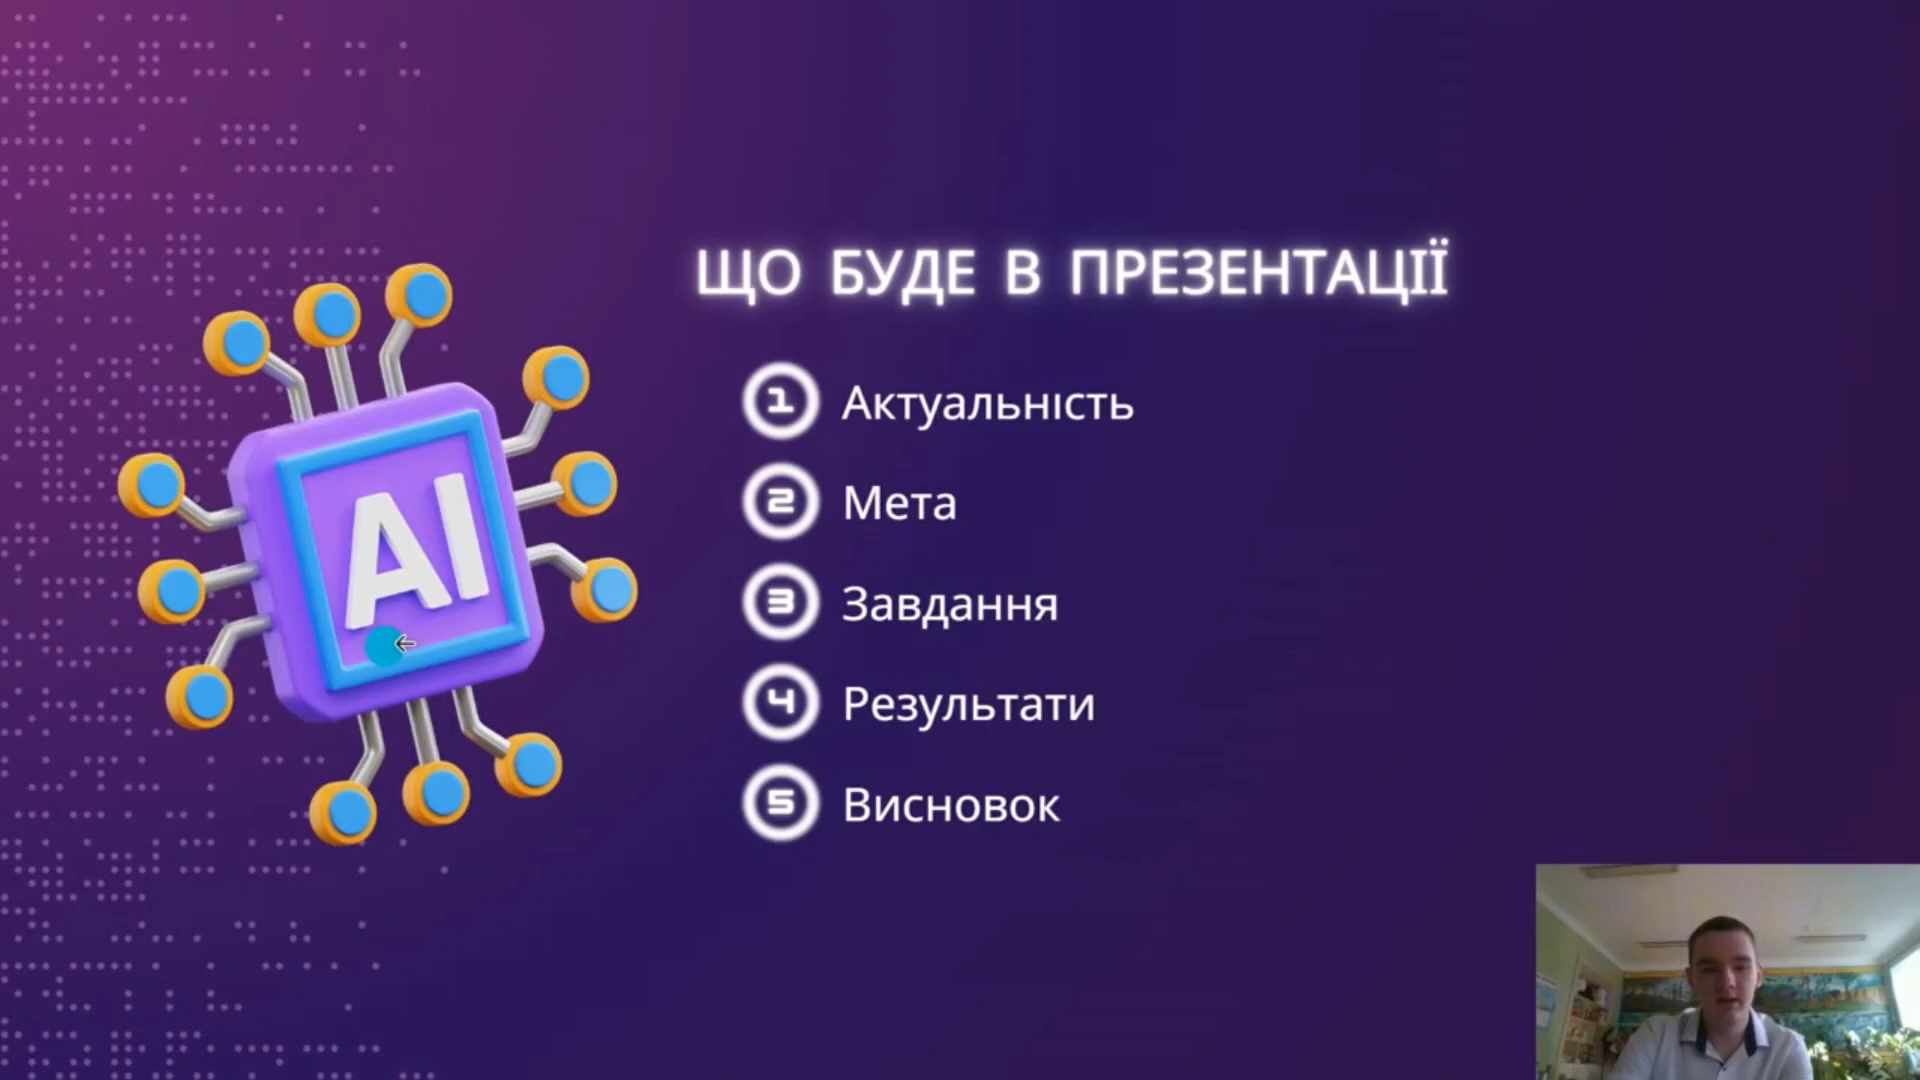 ЩО БУДЕ В ПРЕЗЕНТАЦІЇ
1 Актуальність
2 Мета
3 Завдання
4 Результати
5 Висновок
AI